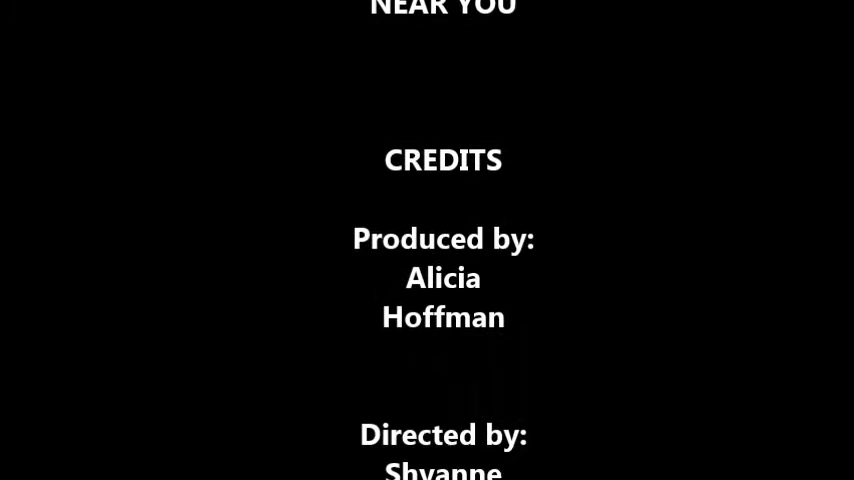 NEAR YOU
CREDITS
Produced by:
Alicia
Hoffman
Directed by:
Shyanne